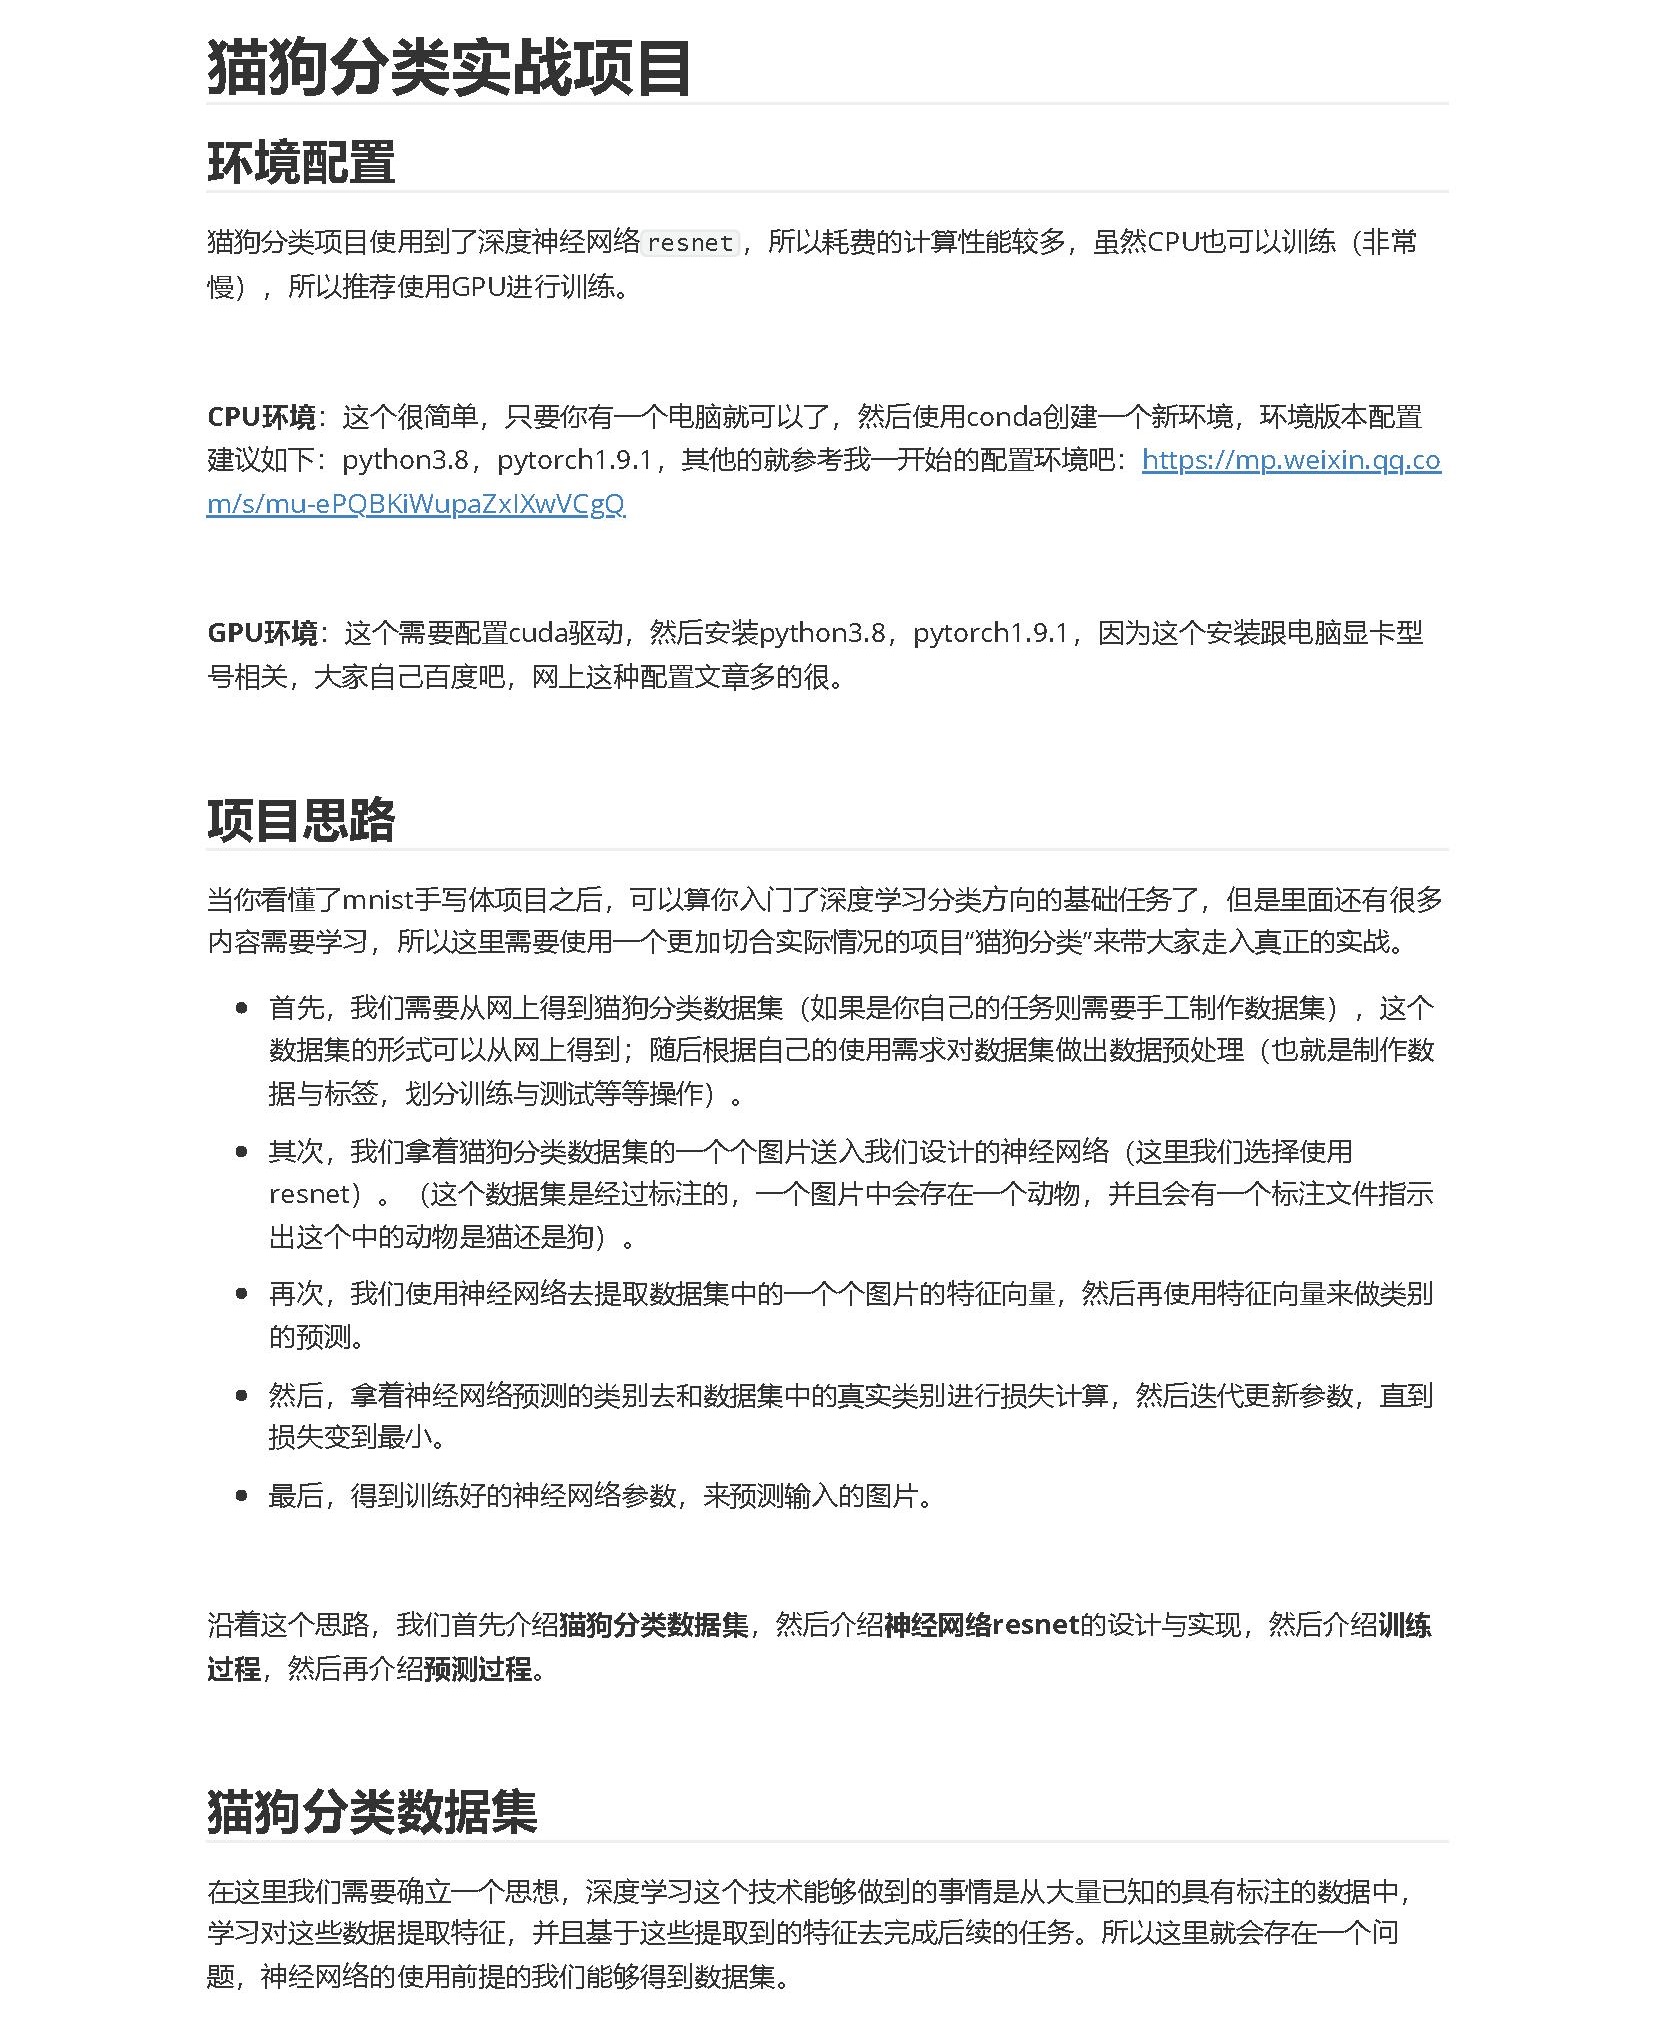 猫狗分类实战项目
环境配置
猫狗分类项目使用到了深度神经网络resnet，所以耗费的计算性能较多，虽然CPU也可以训练（非常
慢），所以推荐使用GPU进行训练。
CPU环境：这个很简单，只要你有一个电脑就可以了，然后使用conda创建一个新环境，环境版本配置
建议如下：python3.8，pytorch1.9.1，其他的就参考我一开始的配置环境吧：https://mp.weixin.qq.co
m/s/mu-ePQBKiWupaZxIXwVCgQ
GPU环境：这个需要配置cuda驱动，然后安装python3.8，pytorch1.9.1，因为这个安装跟电脑显卡型
号相关，大家自己百度吧，网上这种配置文章多的很。
项目思路
当你看懂了mnist手写体项目之后，可以算你入门了深度学习分类方向的基础任务了，但是里面还有很多
内容需要学习，所以这里需要使用一个更加切合实际情况的项目“猫狗分类”来带大家走入真正的实战。
• 首先，我们需要从网上得到猫狗分类数据集（如果是你自己的任务则需要手工制作数据集），这个
数据集的形式可以从网上得到；随后根据自己的使用需求对数据集做出数据预处理（也就是制作数
据与标签，划分训练与测试等等操作）。
• 其次，我们拿着猫狗分类数据集的一个个图片送入我们设计的神经网络（这里我们选择使用
resnet）。（这个数据集是经过标注的，一个图片中会存在一个动物，并且会有一个标注文件指示
出这个中的动物是猫还是狗）。
• 再次，我们使用神经网络去提取数据集中的一个个图片的特征向量，然后再使用特征向量来做类别
的预测。
• 然后，拿着神经网络预测的类别去和数据集中的真实类别进行损失计算，然后迭代更新参数，直到
损失变到最小。
• 最后，得到训练好的神经网络参数，来预测输入的图片。
沿着这个思路，我们首先介绍猫狗分类数据集，然后介绍神经网络resnet的设计与实现，然后介绍训练
过程，然后再介绍预测过程。
猫狗分类数据集
在这里我们需要确立一个思想，深度学习这个技术能够做到的事情是从大量已知的具有标注的数据中，
学习对这些数据提取特征，并且基于这些提取到的特征去完成后续的任务。所以这里就会存在一个问
题，神经网络的使用前提的我们能够得到数据集。